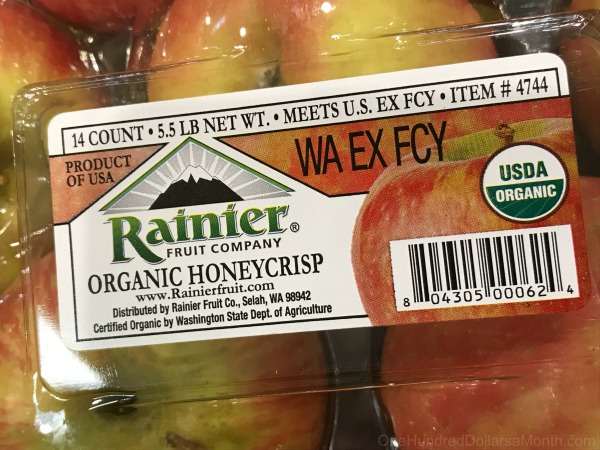 14 COUNT • 5.5 LB NET WT. • MEETS U.S. EX FCY • ITEM # 4744
PRODUCT
OF USA
WA EX FCY
USDA
ORGANIC
Rainier®
FRUIT COMPANY
ORGANIC HONEYCRISP
www.Rainierfruit.com
Distributed by Rainier Fruit Co., Selah, WA 98942
Certified Organic by Washington State Dept. of Agriculture
8 04305 00062 4
OneHundredDollarsaMonth.com